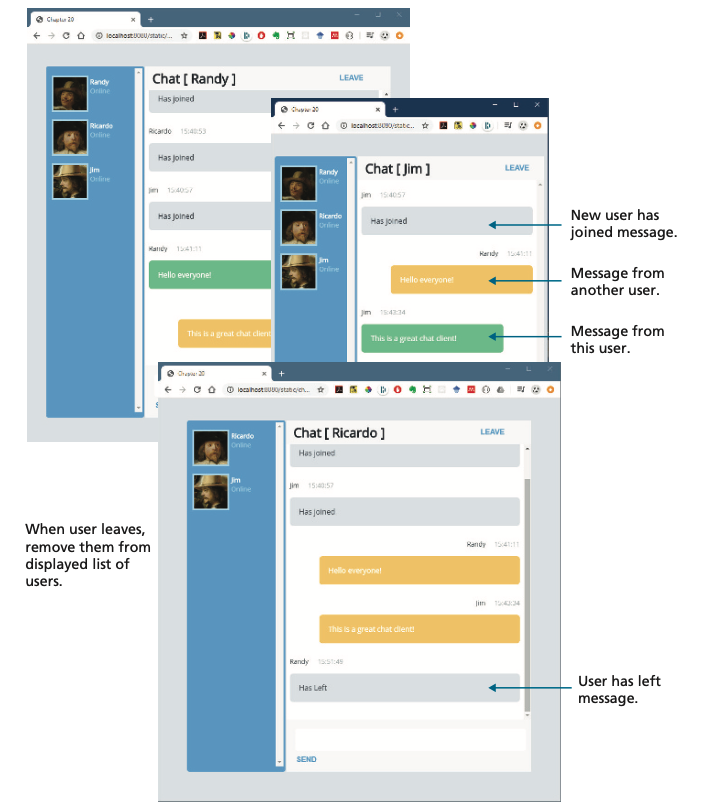 Chapter 20
localhost:8080/static/...
Randy
Online
Ricardo
Online
Jim
Online
Chat [ Randy ]
LEAVE
Has joined
Ricardo 15:40:53
Has joined
Jim 15:40:57
Has joined
Randy 15:41:11
Hello everyone!
This is a great chat client
Chapter 20
localhost:8080/static...
Randy
Online
Ricardo
Online
Jim
Online
Chat [ Jim ]
LEAVE
Jim 15:40:57
Has joined
Randy 15:41:11
Hello everyone!
Jim 15:43:34
This is a great chat client!
New user has
joined message.
Message from
another user.
Message from
this user.
Chapter 20
localhost:8080/static/ch...
Ricardo
Online
Jim
Online
Chat [ Ricardo ]
LEAVE
Has joined
Jim 15:40:57
Has joined
Randy 15:41:11
Hello everyone!
Jim 15:43:34
This is a great chat client!
Randy 15:51:49
Has Left
SEND
When user leaves,
remove them from
displayed list of
users.
User has left
message.